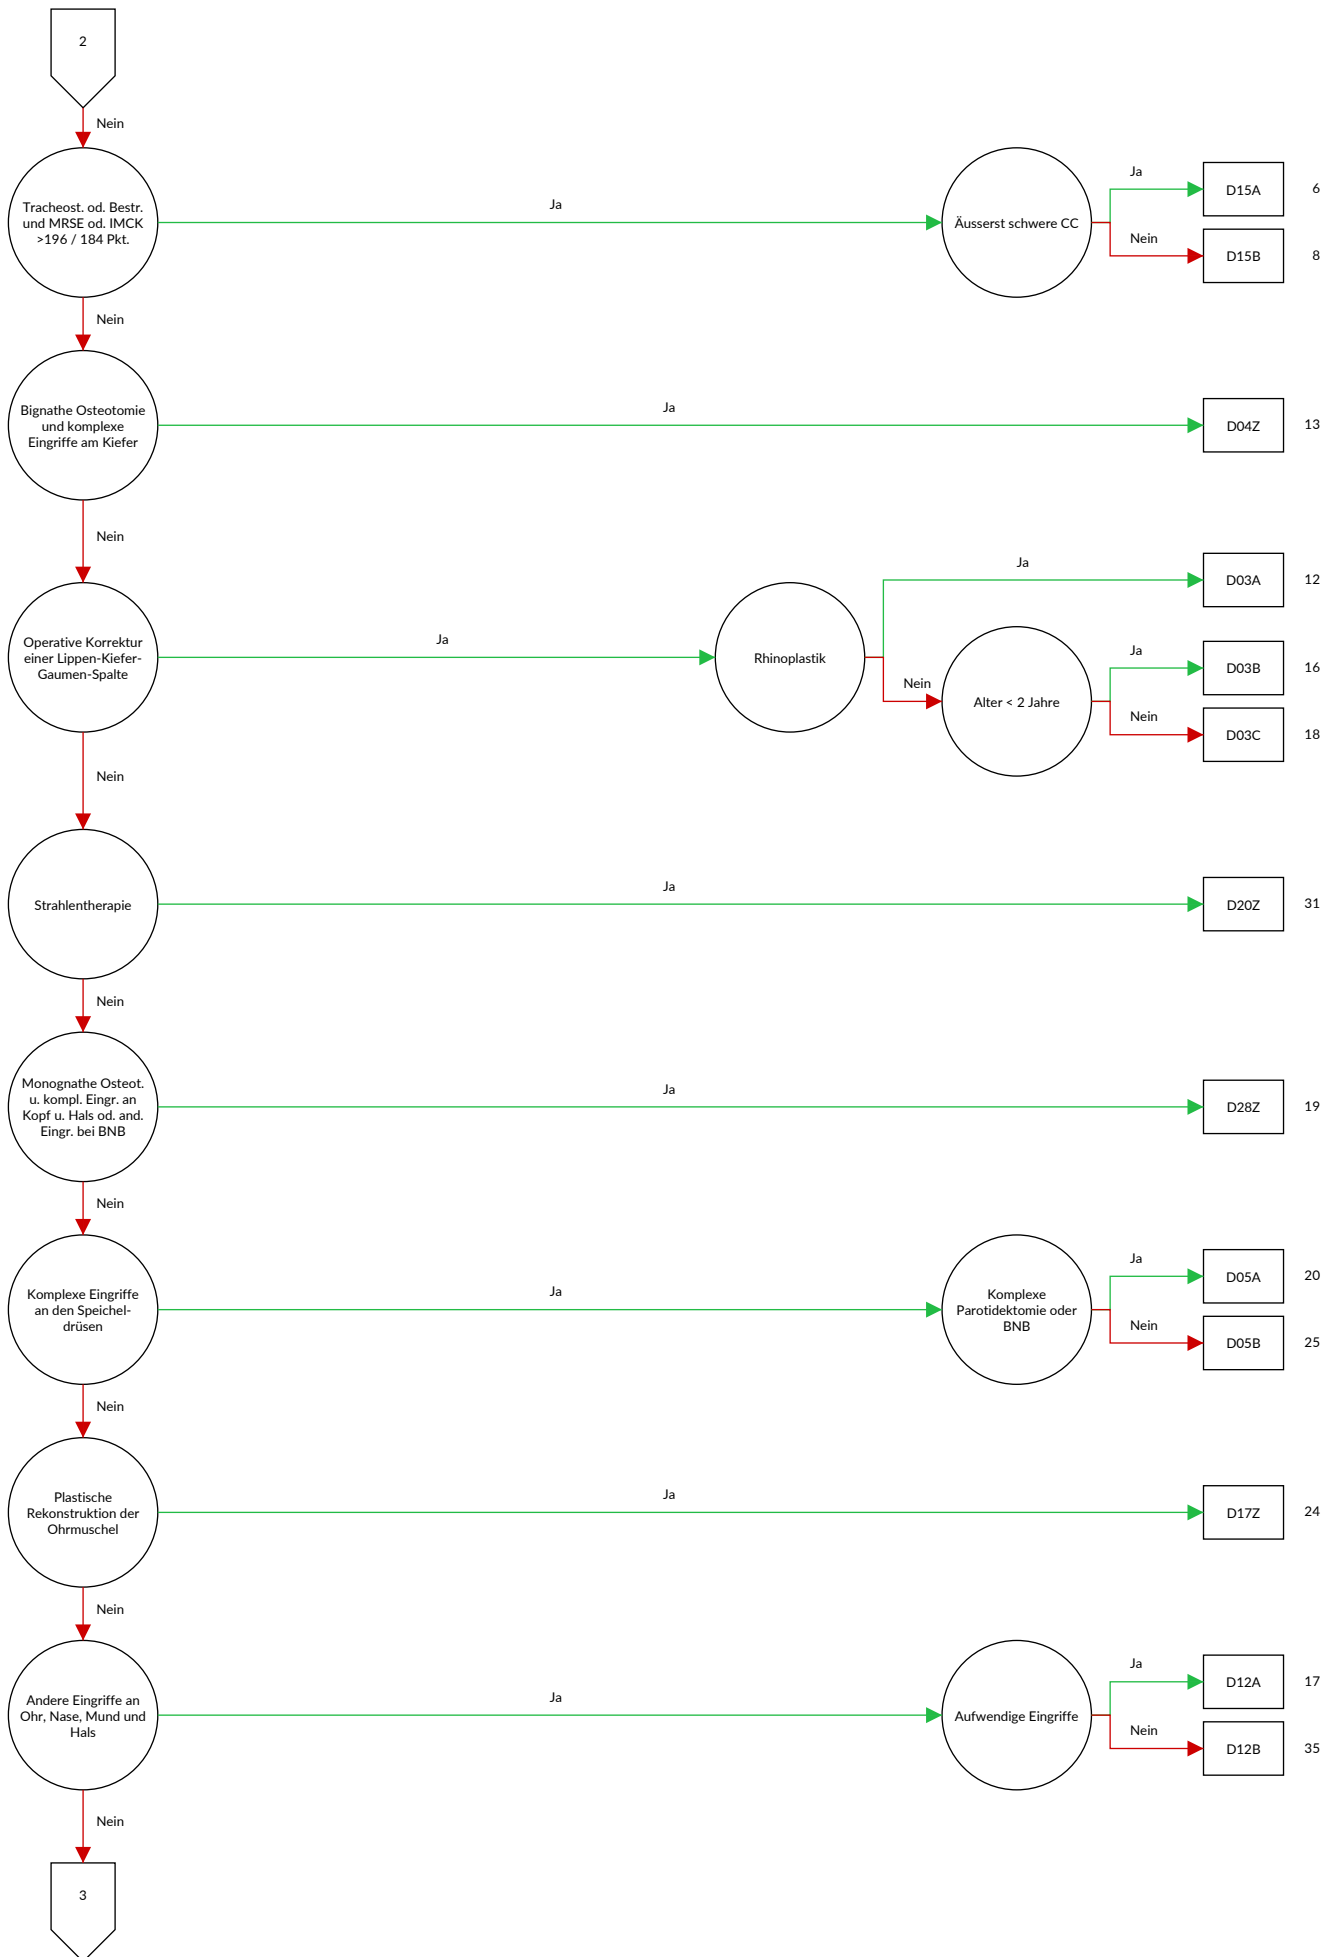 2
Nein
Tracheost. od. Bestr.
und MRSE od. IMCK
>196 / 184 Pkt.
Ja
Äusserst schwere CC
Ja
D15A
6
Nein
D15B
8
Nein
Bignathe Osteotomie
und komplexe
Eingriffe am Kiefer
Ja
D04Z
13
Nein
Operative Korrektur
einer Lippen-Kiefer-
Gaumen-Spalte
Ja
Rhinoplastik
Ja
D03A
12
Nein
Alter < 2 Jahre
Ja
D03B
16
Nein
D03C
18
Nein
Strahlentherapie
Ja
D20Z
31
Nein
Monognathe Osteot.
u. kompl. Eingr. an
Kopf u. Hals od. and.
Eingr. bei BNB
Ja
D28Z
19
Nein
Komplexe Eingriffe
an den Speichel-
drüsen
Ja
Komplexe
Parotidektomie oder
BNB
Ja
D05A
20
Nein
D05B
25
Nein
Plastische
Rekonstruktion der
Ohrmuschel
Ja
D17Z
24
Nein
Andere Eingriffe an
Ohr, Nase, Mund und
Hals
Ja
Aufwendige Eingriffe
Ja
D12A
17
Nein
D12B
35
Nein
3